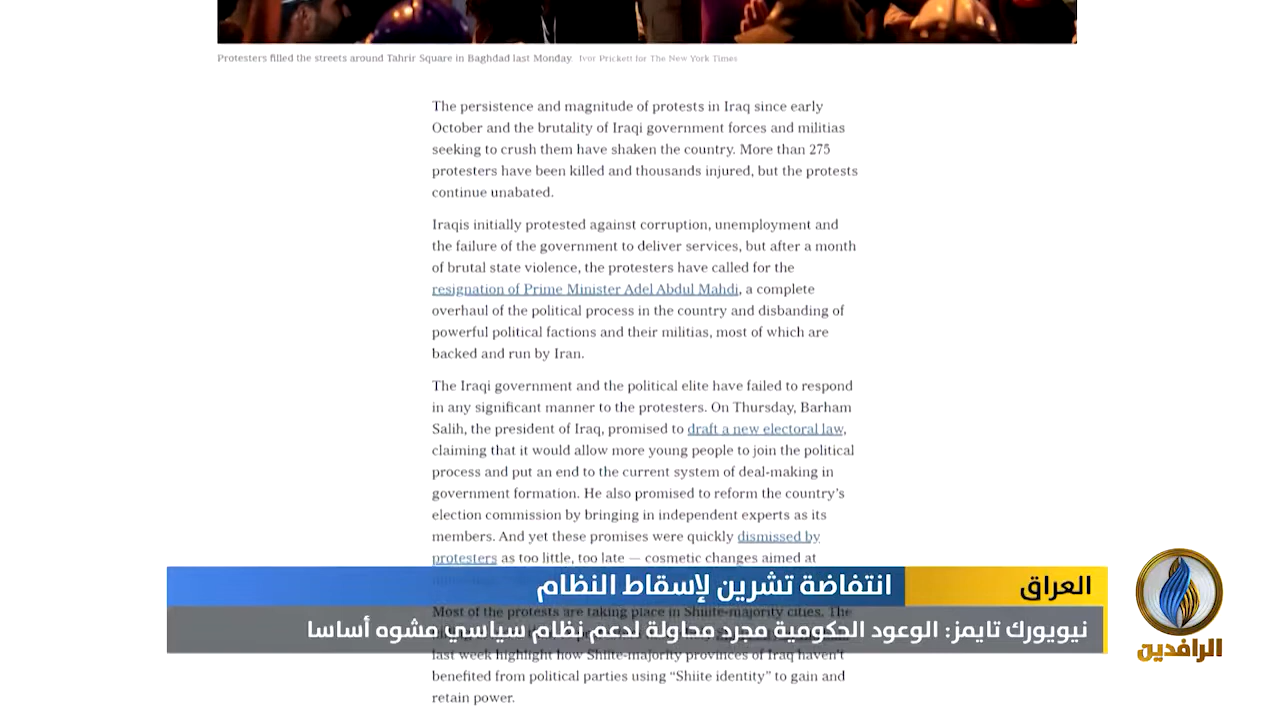 Protesters filled the streets around Tahrir Square in Baghdad last Monday. Ivor Prickett for The New York Times
The persistence and magnitude of protests in Iraq since early
October and the brutality of Iraqi government forces and militias
seeking to crush them have shaken the country. More than 275
protesters have been killed and thousands injured, but the protests
continue unabated.
Iraqis initially protested against corruption, unemployment and
the failure of the government to deliver services, but after a month
of brutal state violence, the protesters have called for the
resignation of Prime Minister Adel Abdul Mahdi, a complete
overhaul of the political process in the country and disbanding of
powerful political factions and their militias, most of which are
backed and run by Iran.
The Iraqi government and the political elite have failed to respond
in any significant manner to the protesters. On Thursday, Barham
Salih, the president of Iraq, promised to draft a new electoral law,
claiming that it would allow more young people to join the political
process and put an end to the current system of deal-making in
government formation. He also promised to reform the country's
election commission by bringing in independent experts as its
members. And yet these promises were quickly dismissed by
protesters as too little, too late — cosmetic changes aimed at
العراق
انتفاضة تشرين لإسقاط النظام
Most of the protests are taking place in Shiite-majority cities. The
نيويورك تايمز: الوعود الحكومية مجرد محاولة لدعم نظام سياسي مشوه أساسا
last week highlight how Shiite-majority provinces of Iraq haven't
benefited from political parties using “Shiite identity” to gain and
retain power.
الرافدين